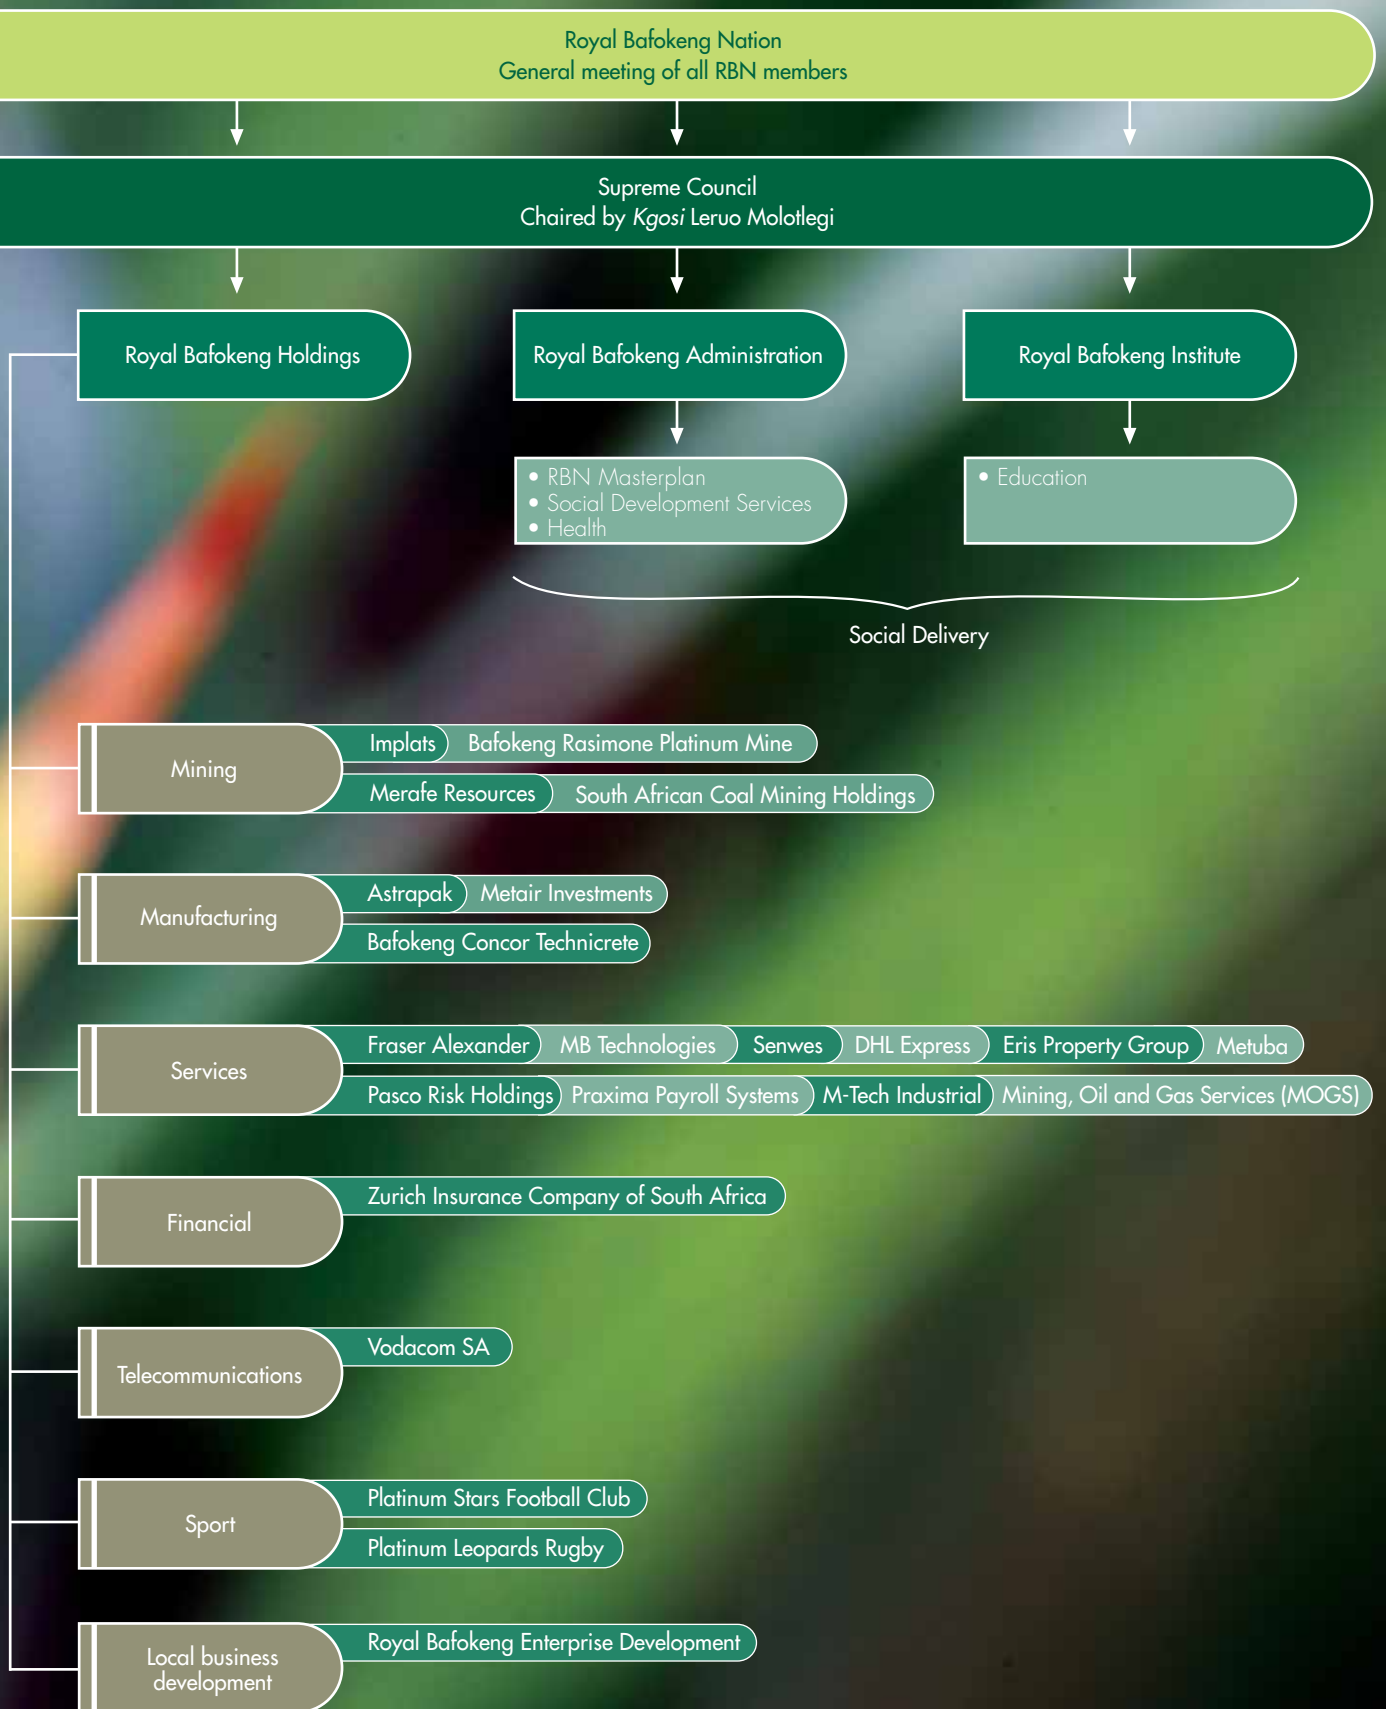 Royal Bafokeng Nation
General meeting of all RBN members
Supreme Council
Chaired by Kgosi Leruo Molotlegi
Royal Bafokeng Holdings
Royal Bafokeng Administration
Royal Bafokeng Institute
• RBN Masterplan
• Social Development Services
• Health
• Education
Social Delivery
Mining
Implats
Bafokeng Rasimone Platinum Mine
Merafe Resources
South African Coal Mining Holdings
Manufacturing
Astrapak
Metair Investments
Bafokeng Concor Technicrete
Services
Fraser Alexander
MB Technologies
Senwes
DHL Express
Eris Property Group
Metuba
Pasco Risk Holdings
Praxima Payroll Systems
M-Tech Industrial
Mining, Oil and Gas Services (MOGS)
Financial
Zurich Insurance Company of South Africa
Telecommunications
Vodacom SA
Sport
Platinum Stars Football Club
Platinum Leopards Rugby
Local business
development
Royal Bafokeng Enterprise Development